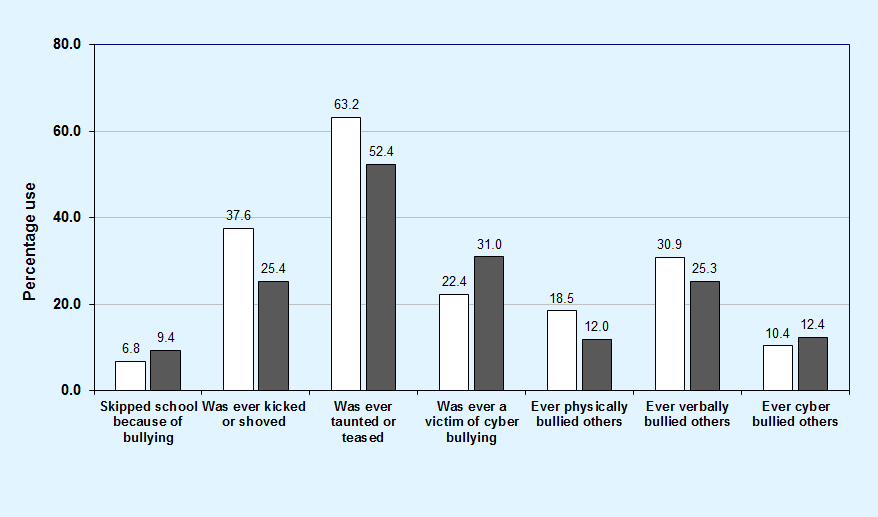 80.0
60.0
40.0
20.0
0.0
Percentage use
6.8
9.4
37.6
25.4
63.2
52.4
22.4
31.0
18.5
12.0
30.9
25.3
10.4
12.4
Skipped school
because of
bullying
Was ever kicked
or shoved
Was ever
taunted or
teased
Was ever a
victim of cyber
bullying
Ever physically
bullied others
Ever verbally
bullied others
Ever cyber
bullied others